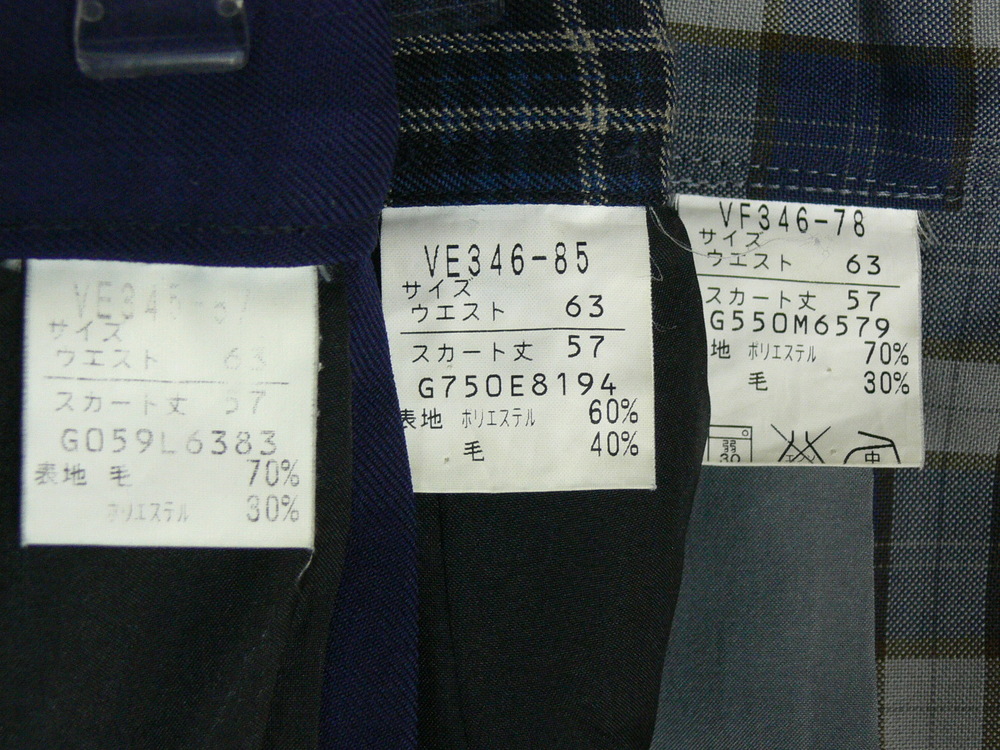 VE345-87
サイズ
ウエスト 63
スカート丈 57
G059L6383
表地 毛 70%
ポリエステル 30%
VE346-85
サイズ
ウエスト 63
スカート丈 57
G750E8194
表地 ポリエステル 60%
毛 40%
VF346-78
サイズ
ウエスト 63
スカート丈 57
G550M6579
地 ポリエステル 70%
毛 30%
弱
30
中